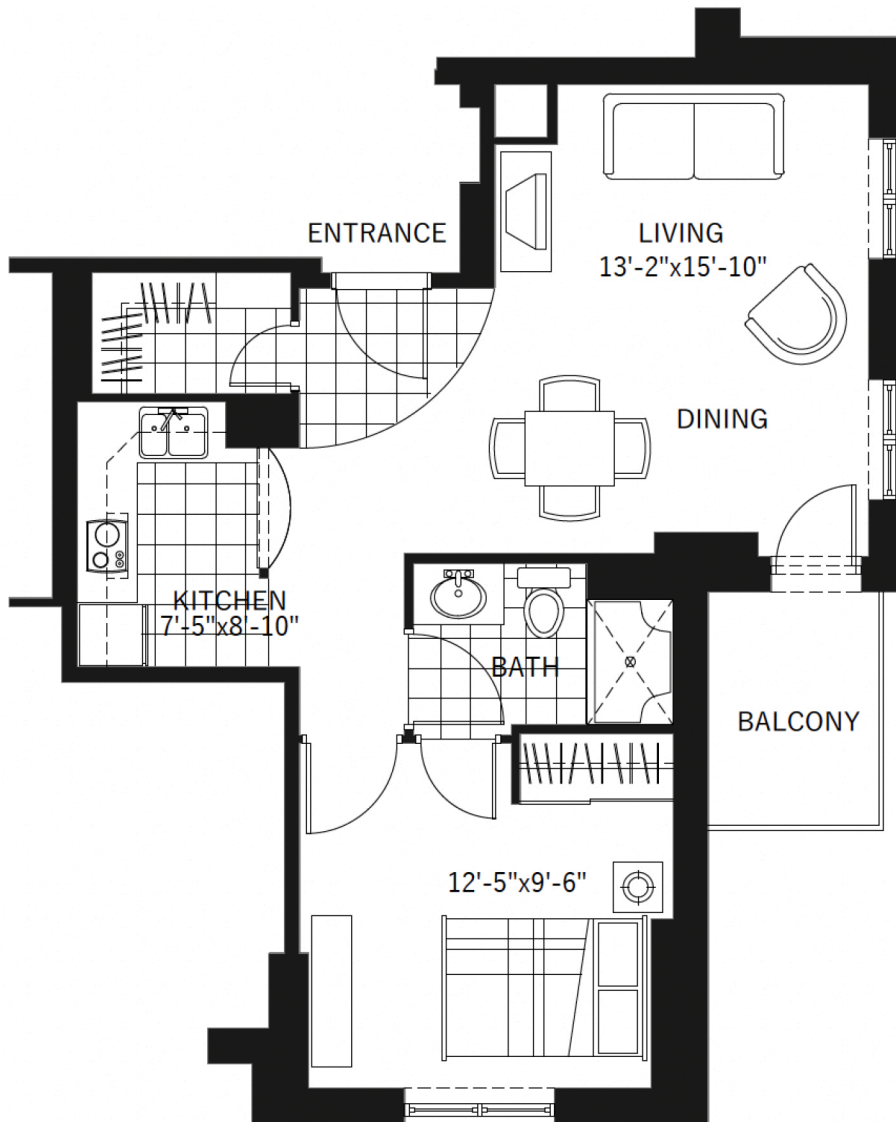 ENTRANCE
LIVING
13'-2"x15'-10"
DINING
KITCHEN
7'-5"x8'-10"
BATH
BALCONY
12'-5"x9'-6"